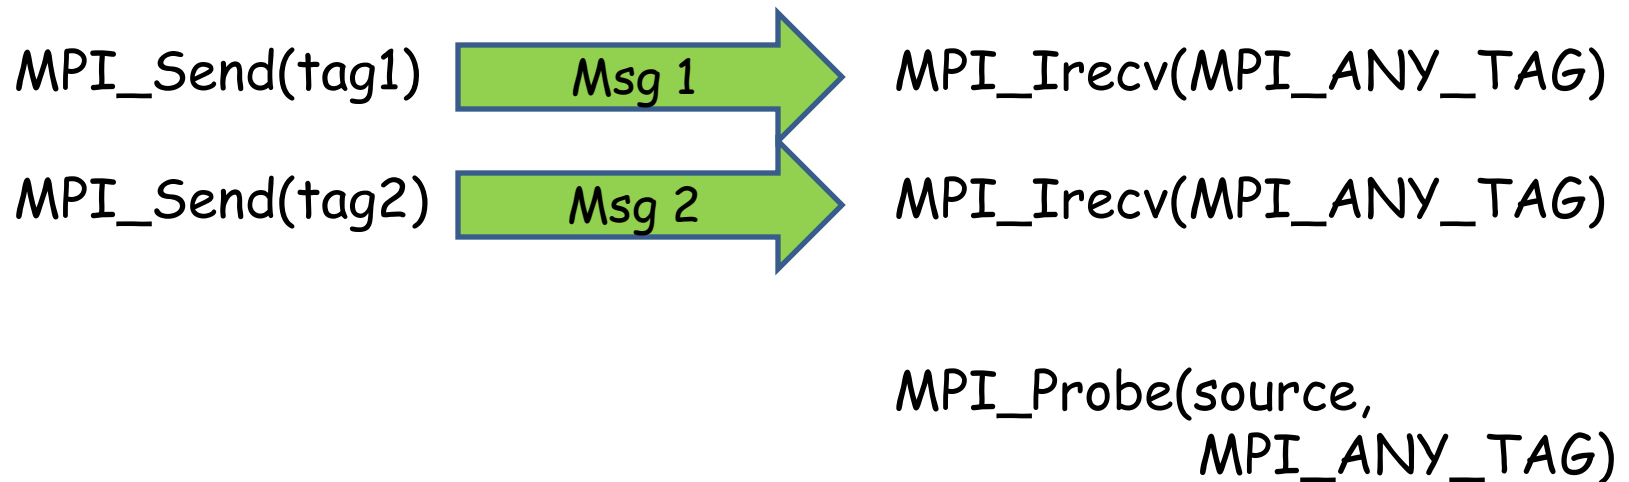 MPI_Send(tag1) Msg 1 MPI_Irecv(MPI_ANY_TAG)
MPI_Send(tag2) Msg 2 MPI_Irecv(MPI_ANY_TAG)
MPI_Probe(source,
MPI_ANY_TAG)